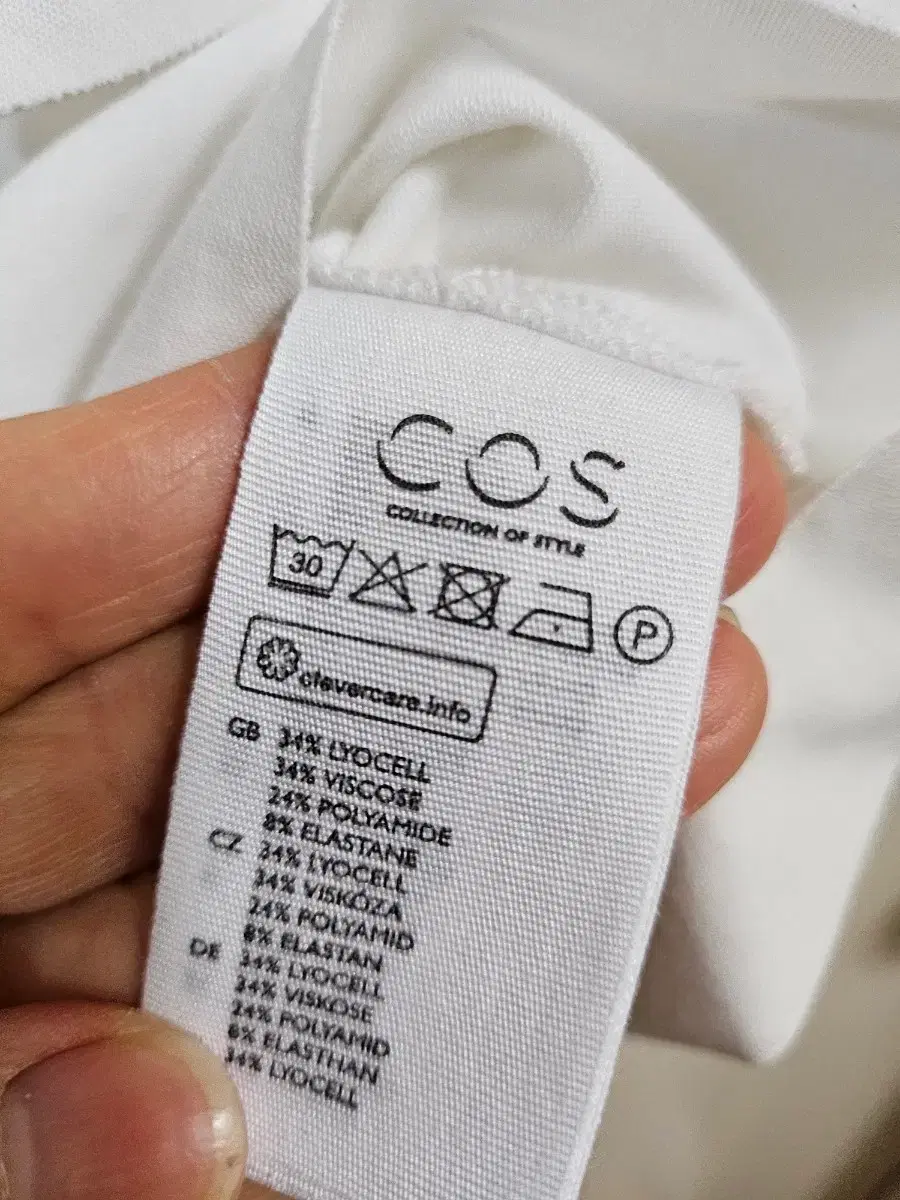 COS
COLLECTION OF STYLE
30 P
clevercare.info
GB 34% LYOCELL
34% VISCOSE
24% POLYAMIDE
8% ELASTANE
CZ 34% LYOCELL
34% VISKÓZA
24% POLYAMID
8% ELASTAN
DE 34% LYOCELL
34% VISKOSE
24% POLYAMID
8% ELASTHAN
34% LYOCELL